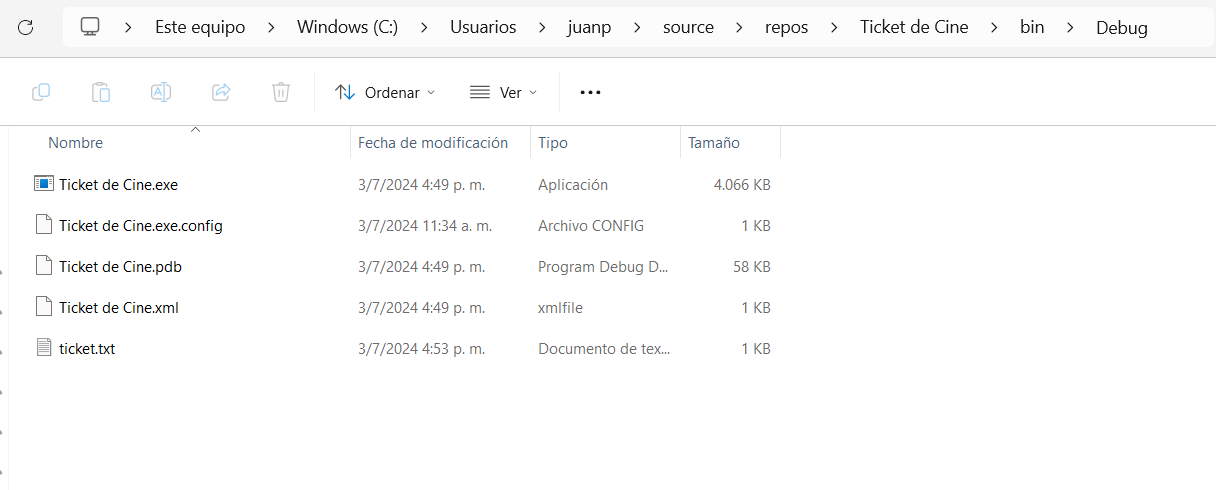 Este equipo > Windows (C:) > Usuarios > juanp > source > repos > Ticket de Cine > bin > Debug
Ordenar Ver
Nombre Fecha de modificación Tipo Tamaño
Ticket de Cine.exe 3/7/2024 4:49 p. m. Aplicación 4.066 KB
Ticket de Cine.exe.config 3/7/2024 11:34 a. m. Archivo CONFIG 1 KB
Ticket de Cine.pdb 3/7/2024 4:49 p. m. Program Debug D... 58 KB
Ticket de Cine.xml 3/7/2024 4:49 p. m. xmlfile 1 KB
ticket.txt 3/7/2024 4:53 p. m. Documento de tex... 1 KB